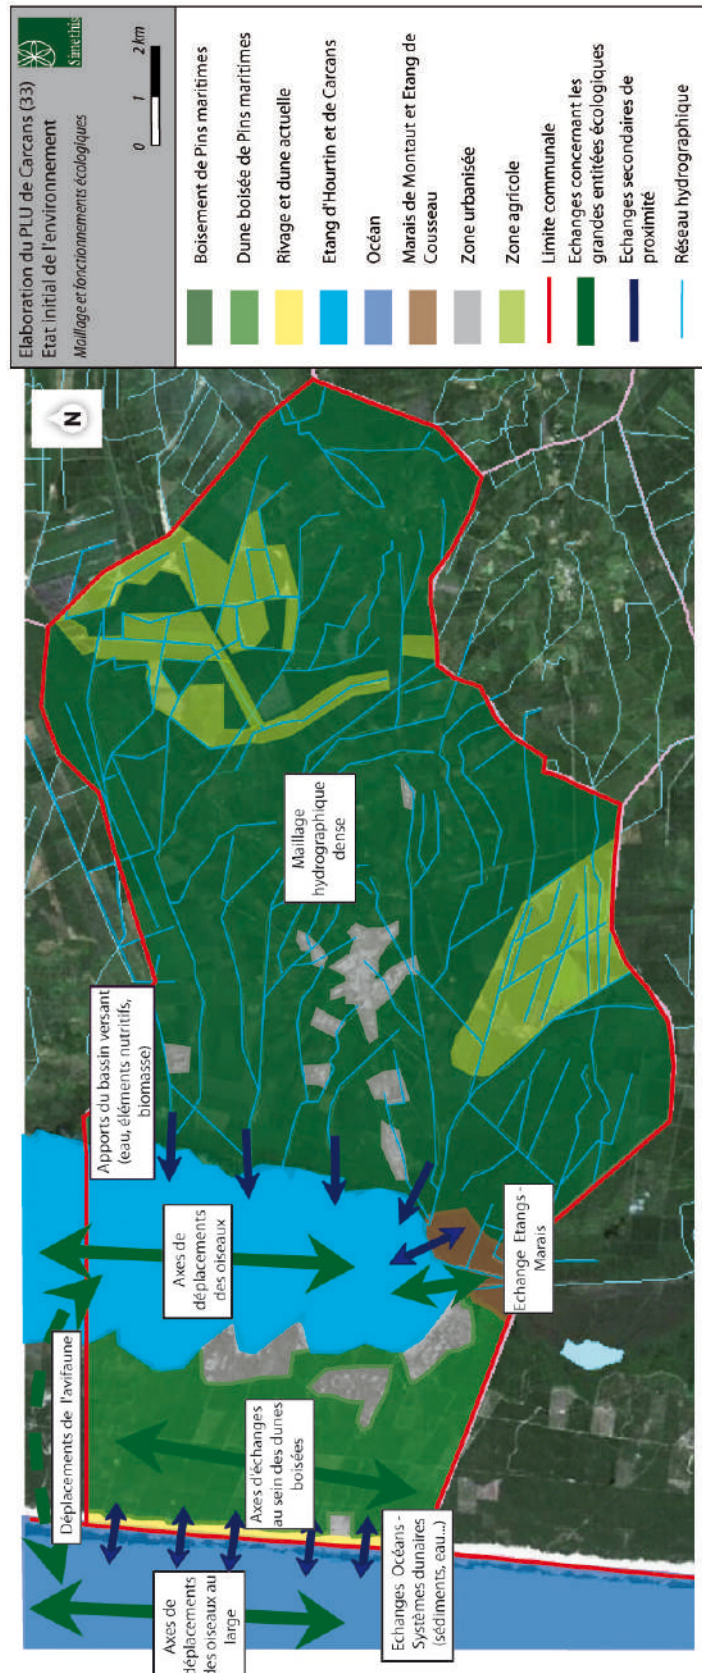 Elaboration du PLU de Carcans (33)
Etat initial de l'environnement
Maillage et fonctionnements écologiques
Simethis
0 1 2 km
Boisement de Pins maritimes
Dune boisée de Pins maritimes
Rivage et dune actuelle
Etang d'Hourtin et de Carcans
Océan
Marais de Montaut et Etang de
Cousseau
Zone urbanisée
Zone agricole
Limite communale
Echanges concernant les
grandes entitées écologiques
Echanges secondaires de
proximité
Réseau hydrographique
N
Maillage
hydrographique
dense
Apports du bassin versant
(eau, éléments nutritifs,
biomasse)
Axes de
déplacements
des oiseaux
Echange Etangs -
Marais
Déplacements de l'avifaune
Axes d'échanges
au sein des dunes
boisées
Echanges Océans -
Systèmes dunaires
(sédiments, eau...)
Axes de
déplacements
des oiseaux au
large